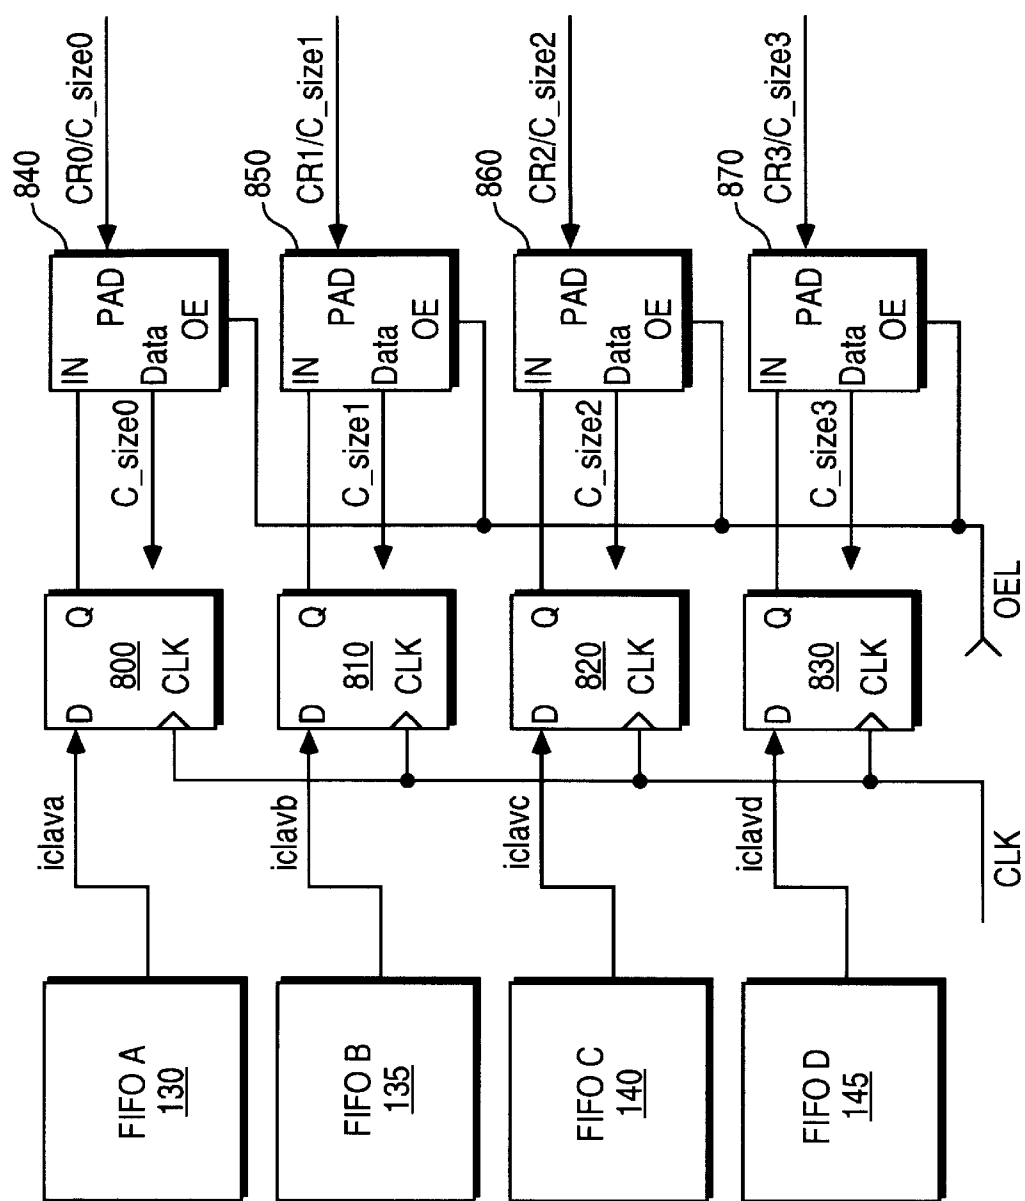 FIFO A
130
iclava
D
Q
800
CLK
C_size0
IN
PAD
Data
OE
840
CR0/C_size0
FIFO B
135
iclavb
D
Q
810
CLK
C_size1
IN
PAD
Data
OE
850
CR1/C_size1
FIFO C
140
iclavc
D
Q
820
CLK
C_size2
IN
PAD
Data
OE
860
CR2/C_size2
FIFO D
145
iclavd
D
Q
830
CLK
C_size3
IN
PAD
Data
OE
870
CR3/C_size3
CLK
OEL